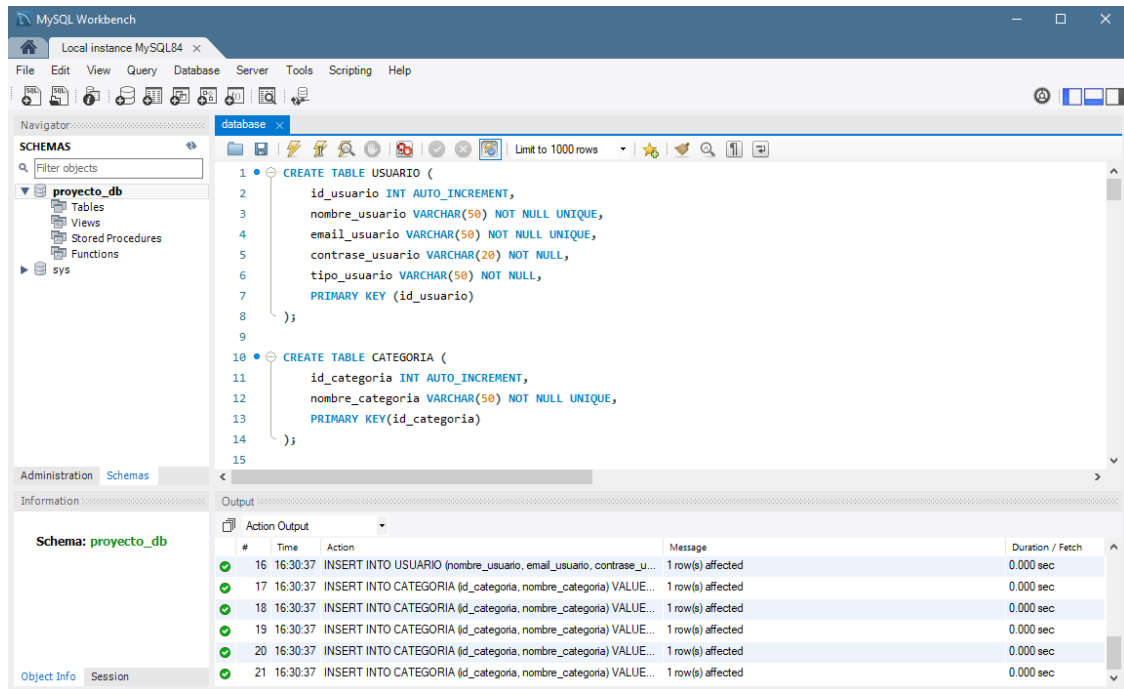 MySQL Workbench
Local instance MySQL84 ×
File Edit View Query Database Server Tools Scripting Help
Navigator
SCHEMAS
Filter objects
proyecto_db
Tables
Views
Stored Procedures
Functions
sys
Administration Schemas
Information
Schema: proyecto_db
Object Info Session
database ×
Limit to 1000 rows
1 CREATE TABLE USUARIO (
2 id_usuario INT AUTO_INCREMENT,
3 nombre_usuario VARCHAR(50) NOT NULL UNIQUE,
4 email_usuario VARCHAR(50) NOT NULL UNIQUE,
5 contrase_usuario VARCHAR(20) NOT NULL,
6 tipo_usuario VARCHAR(50) NOT NULL,
7 PRIMARY KEY (id_usuario)
8 );
9
10 CREATE TABLE CATEGORIA (
11 id_categoria INT AUTO_INCREMENT,
12 nombre_categoria VARCHAR(50) NOT NULL UNIQUE,
13 PRIMARY KEY(id_categoria)
14 );
15
Output
Action Output
# Time Action Message Duration / Fetch
16 16:30:37 INSERT INTO USUARIO (nombre_usuario, email_usuario, contrase_u... 1 row(s) affected 0.000 sec
17 16:30:37 INSERT INTO CATEGORIA (id_categoria, nombre_categoria) VALUE... 1 row(s) affected 0.000 sec
18 16:30:37 INSERT INTO CATEGORIA (id_categoria, nombre_categoria) VALUE... 1 row(s) affected 0.000 sec
19 16:30:37 INSERT INTO CATEGORIA (id_categoria, nombre_categoria) VALUE... 1 row(s) affected 0.000 sec
20 16:30:37 INSERT INTO CATEGORIA (id_categoria, nombre_categoria) VALUE... 1 row(s) affected 0.000 sec
21 16:30:37 INSERT INTO CATEGORIA (id_categoria, nombre_categoria) VALUE... 1 row(s) affected 0.000 sec